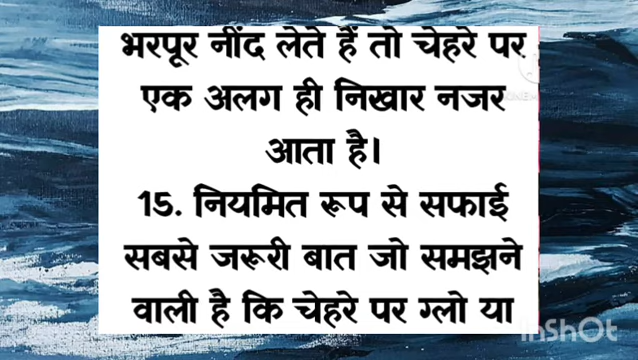 भरपूर नींद लेते हैं तो चेहरे पर
एक अलग ही निखार नजर
आता है।
15. नियमित रूप से सफाई
सबसे जरूरी बात जो समझने
वाली है कि चेहरे पर ग्लो या
InShOt